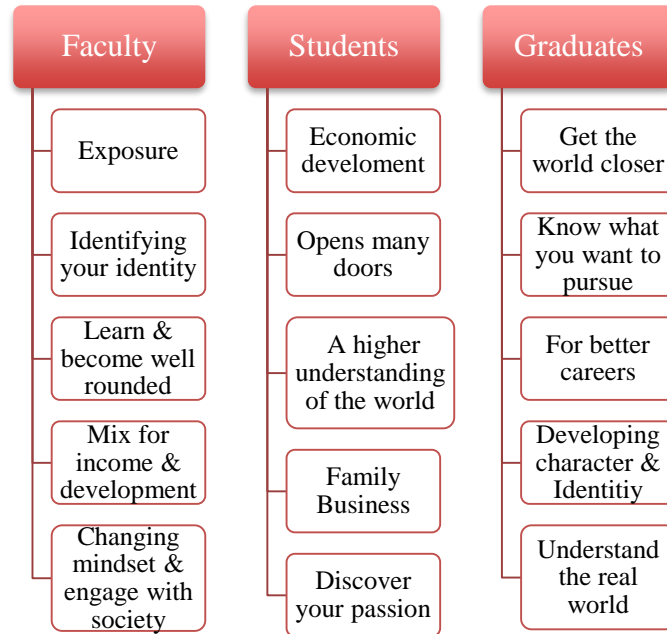 Faculty
Exposure
Identifying
your identity
Learn &
become well
rounded
Mix for
income &
development
Changing
mindset &
engage with
society
Students
Economic
develoment
Opens many
doors
A higher
understanding
of the world
Family
Business
Discover
your passion
Graduates
Get the
world closer
Know what
you want to
pursue
For better
careers
Developing
character &
Identitiy
Understand
the real
world